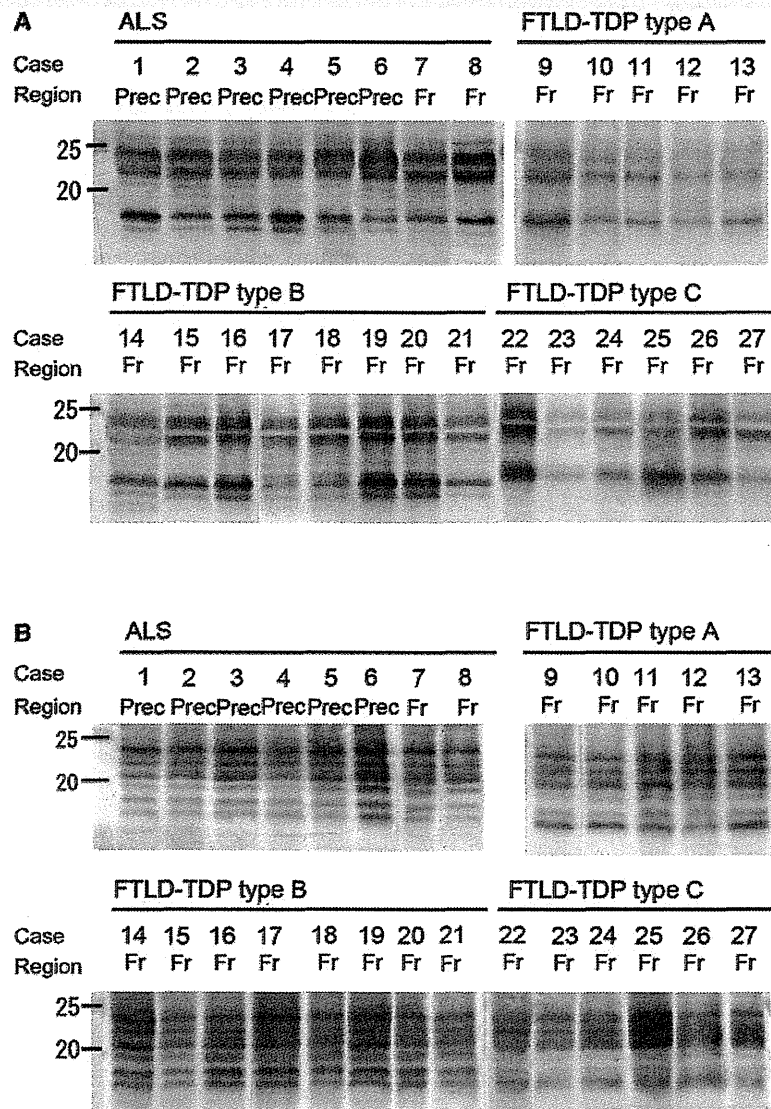 A ALS FTLD-TDP type A
Case 1 2 3 4 5 6 7 8 9 10 11 12 13
Region Prec Prec Prec Prec Prec Prec Fr Fr Fr Fr Fr Fr Fr
25
20
FTLD-TDP type B FTLD-TDP type C
Case 14 15 16 17 18 19 20 21 22 23 24 25 26 27
Region Fr Fr Fr Fr Fr Fr Fr Fr Fr Fr Fr Fr Fr Fr
25
20
B ALS FTLD-TDP type A
Case 1 2 3 4 5 6 7 8 9 10 11 12 13
Region Prec Prec Prec Prec Prec Prec Fr Fr Fr Fr Fr Fr Fr
25
20
FTLD-TDP type B FTLD-TDP type C
Case 14 15 16 17 18 19 20 21 22 23 24 25 26 27
Region Fr Fr Fr Fr Fr Fr Fr Fr Fr Fr Fr Fr Fr Fr
25
20